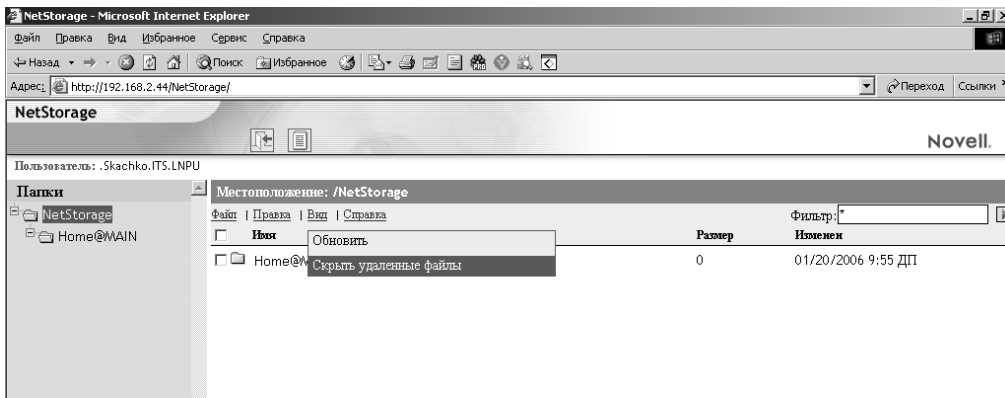 NetStorage - Microsoft Internet Explorer
Файл Правка Вид Избранное Сервис Справка
Назад Поиск Избранное
Адрес: http://192.168.2.44/NetStorage/ Переход Ссылки
NetStorage
Novell.
Пользователь: .Skachko.ITS.LNPU
Папки
Местоположение: /NetStorage
NetStorage
Файл | Правка | Вид | Справка
Фильтр: *
Home@MAIN
Имя Размер Изменен
Обновить
Home@ 0 01/20/2006 9:55 ДП
Скрыть удаленные файлы